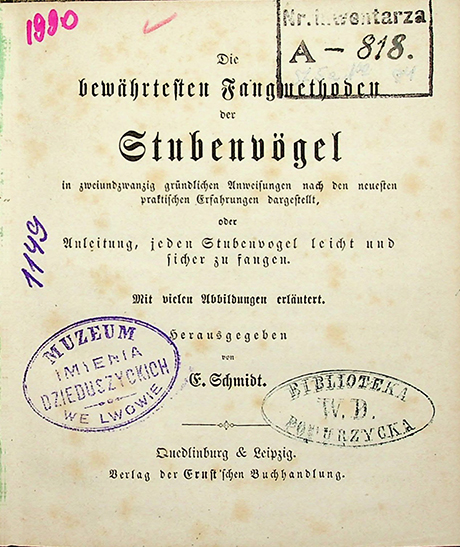 1990
Nr. inwentarza
A - 818.
Die
bewährtesten Fangmethoden
der
Stubenvögel
in zweiundzwanzig gründlichen Anweisungen nach den neuesten
praktischen Erfahrungen dargestellt,
oder
Anleitung, jeden Stubenvogel leicht und
sicher zu fangen.
Mit vielen Abbildungen erläutert.
Herausgegeben
von
E. Schmidt.
1149
MUZEUM
IMIENIA
DZIEDUSZYCKICH
WE LWOWIE
BIBLIOTEKA
W. D.
PODURZYCKA
Quedlinburg & Leipzig.
Verlag der Ernst'schen Buchhandlung.